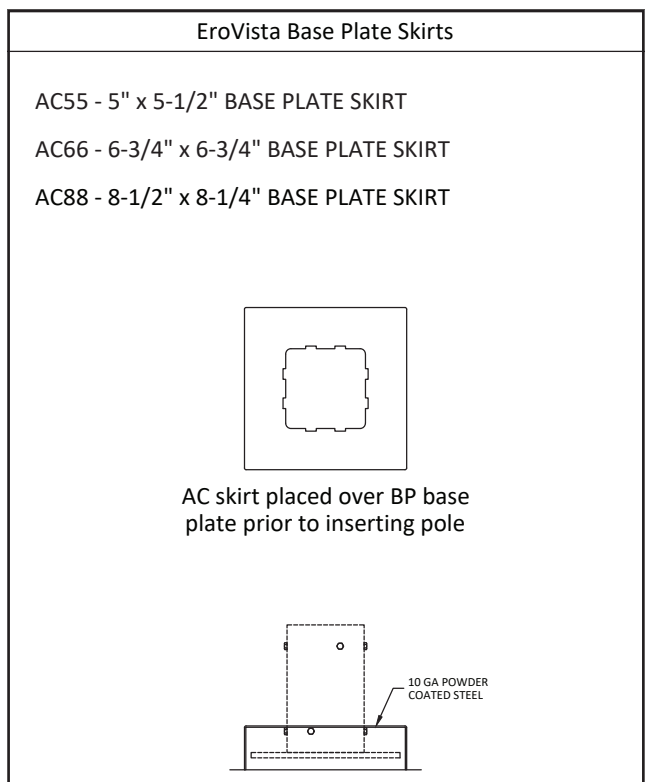 EroVista Base Plate Skirts
AC55 - 5" x 5-1/2" BASE PLATE SKIRT
AC66 - 6-3/4" x 6-3/4" BASE PLATE SKIRT
AC88 - 8-1/2" x 8-1/4" BASE PLATE SKIRT
AC skirt placed over BP base
plate prior to inserting pole
10 GA POWDER
COATED STEEL